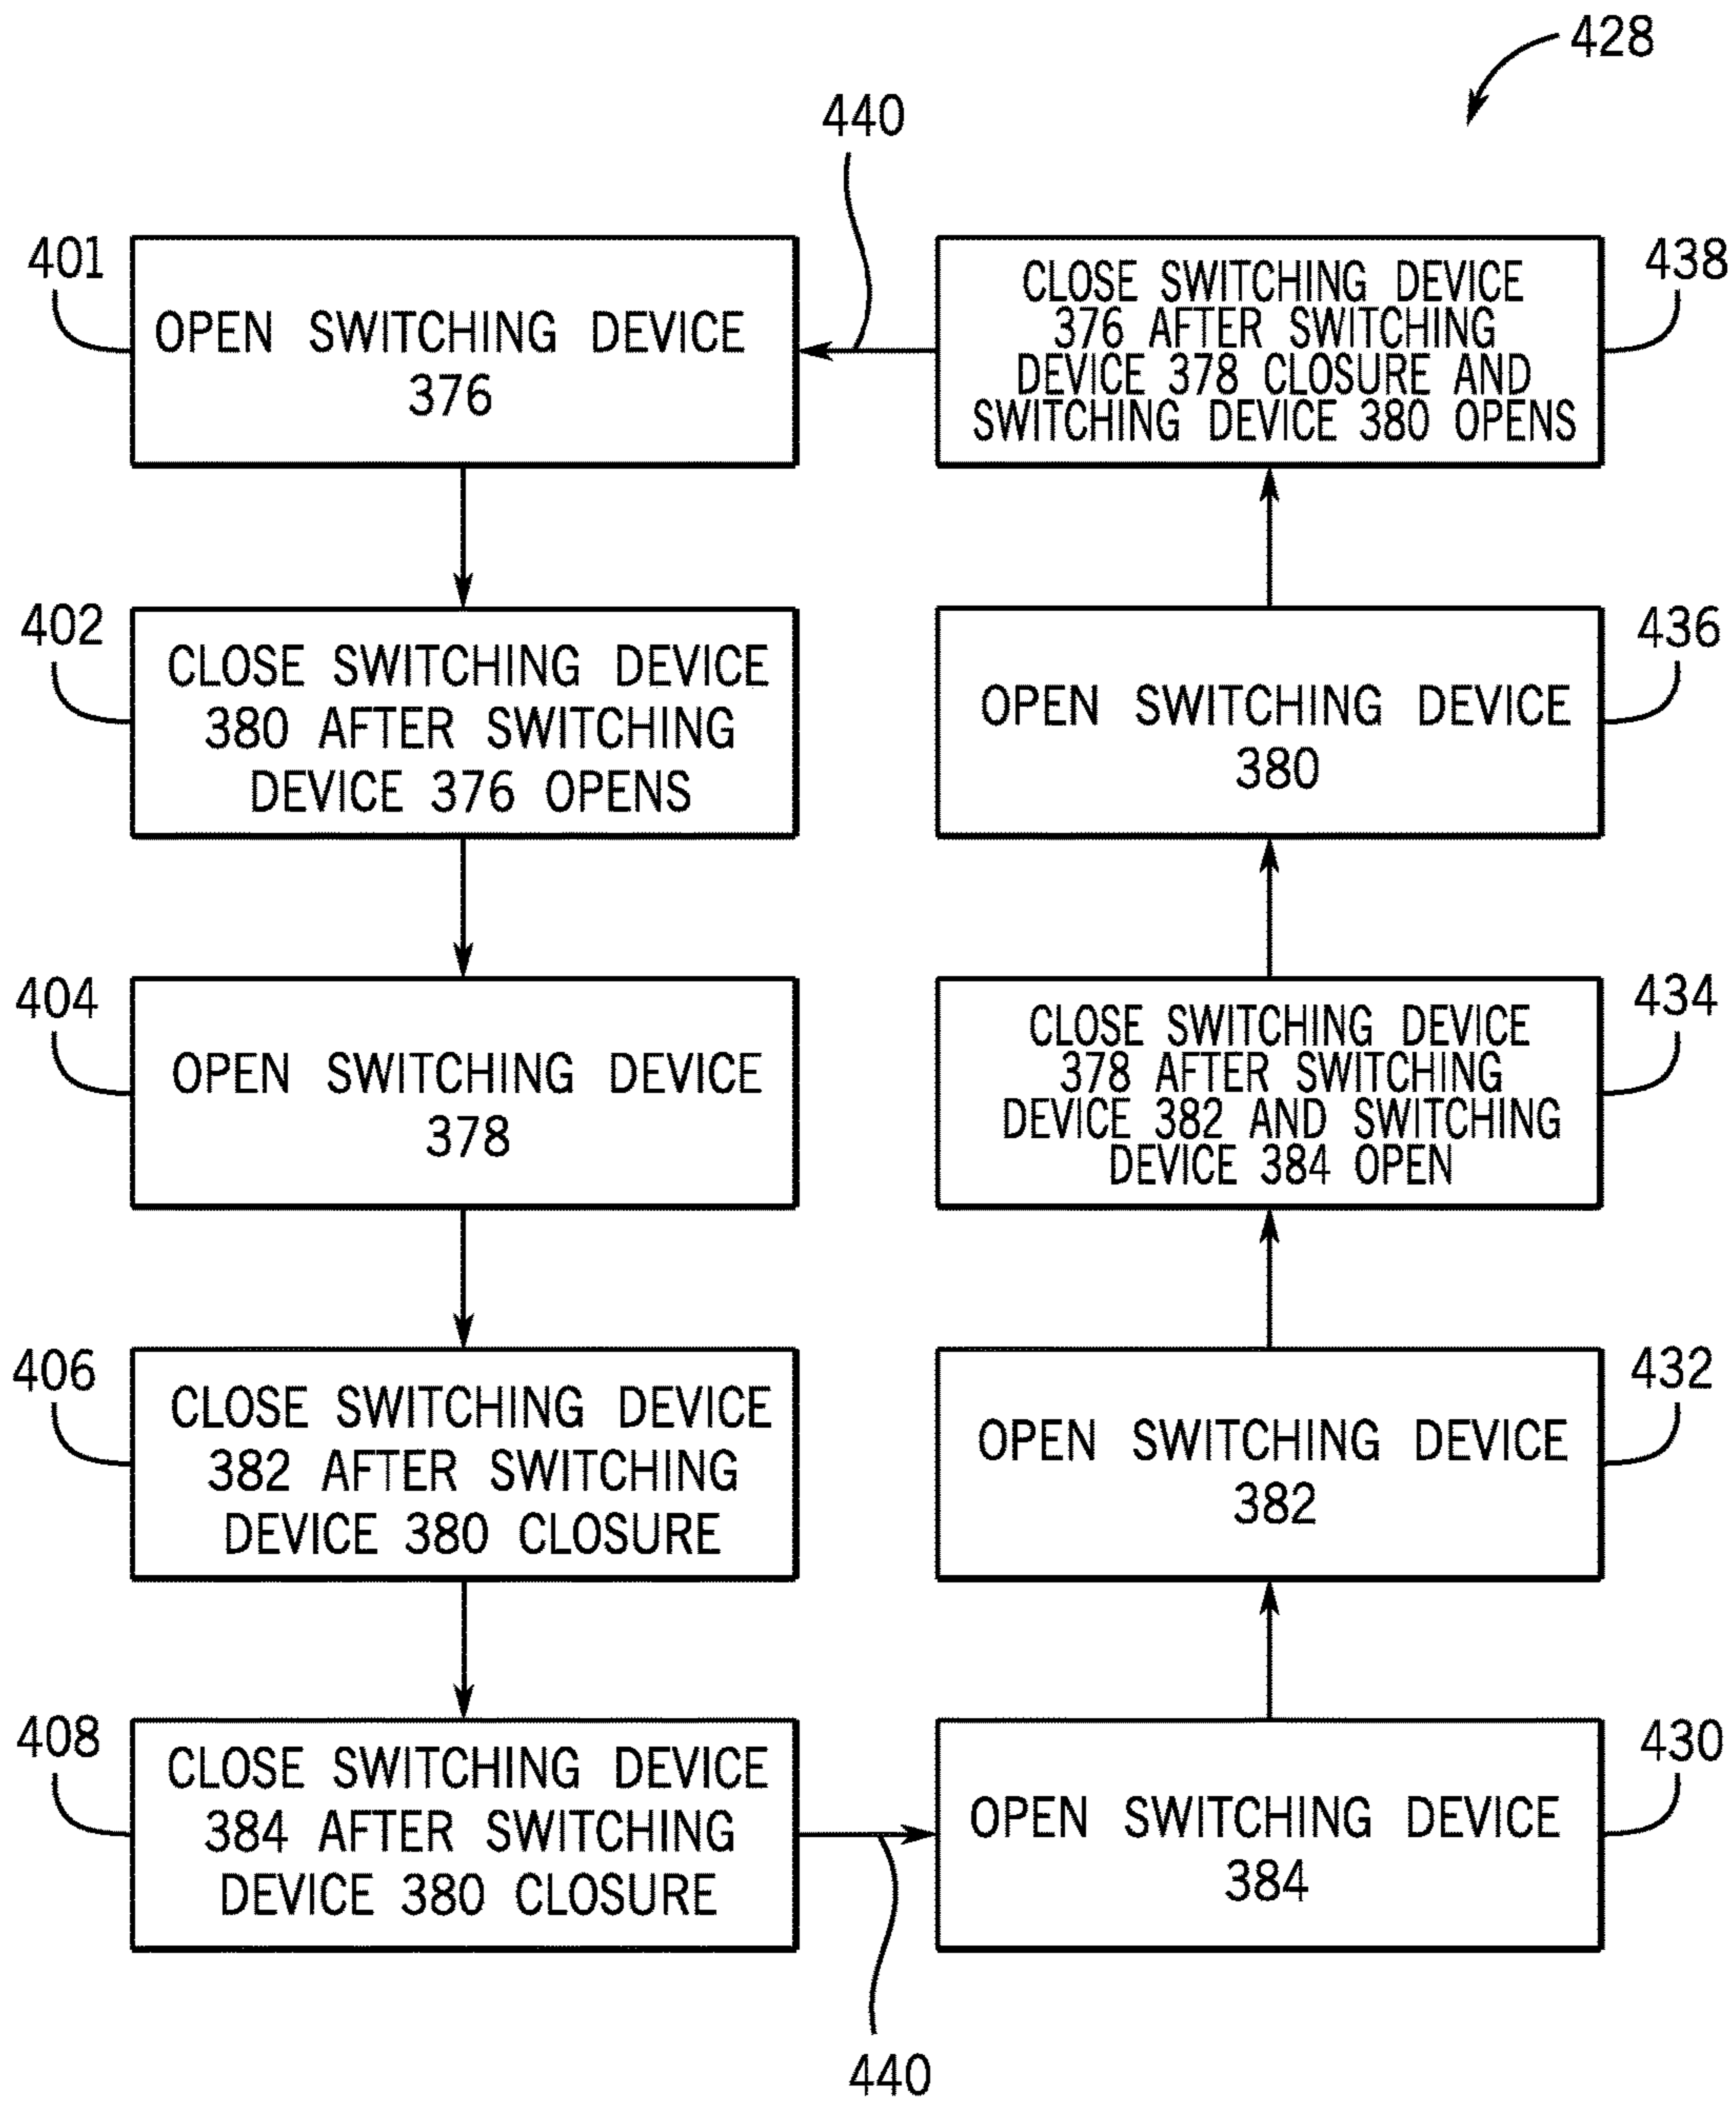 428
440
401
OPEN SWITCHING DEVICE
376
402
CLOSE SWITCHING DEVICE
380 AFTER SWITCHING
DEVICE 376 OPENS
404
OPEN SWITCHING DEVICE
378
406
CLOSE SWITCHING DEVICE
382 AFTER SWITCHING
DEVICE 380 CLOSURE
408
CLOSE SWITCHING DEVICE
384 AFTER SWITCHING
DEVICE 380 CLOSURE
440
430
OPEN SWITCHING DEVICE
384
432
OPEN SWITCHING DEVICE
382
434
CLOSE SWITCHING DEVICE
378 AFTER SWITCHING
DEVICE 382 AND SWITCHING
DEVICE 384 OPEN
436
OPEN SWITCHING DEVICE
380
438
CLOSE SWITCHING DEVICE
376 AFTER SWITCHING
DEVICE 378 CLOSURE AND
SWITCHING DEVICE 380 OPENS